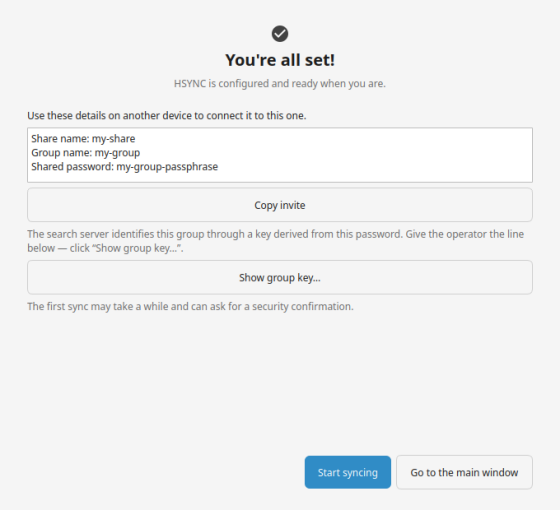 You're all set!
HSYNC is configured and ready when you are.
Use these details on another device to connect it to this one.
Share name: my-share
Group name: my-group
Shared password: my-group-passphrase
Copy invite
The search server identifies this group through a key derived from this password. Give the operator the line
below — click “Show group key…”.
Show group key…
The first sync may take a while and can ask for a security confirmation.
Start syncing
Go to the main window